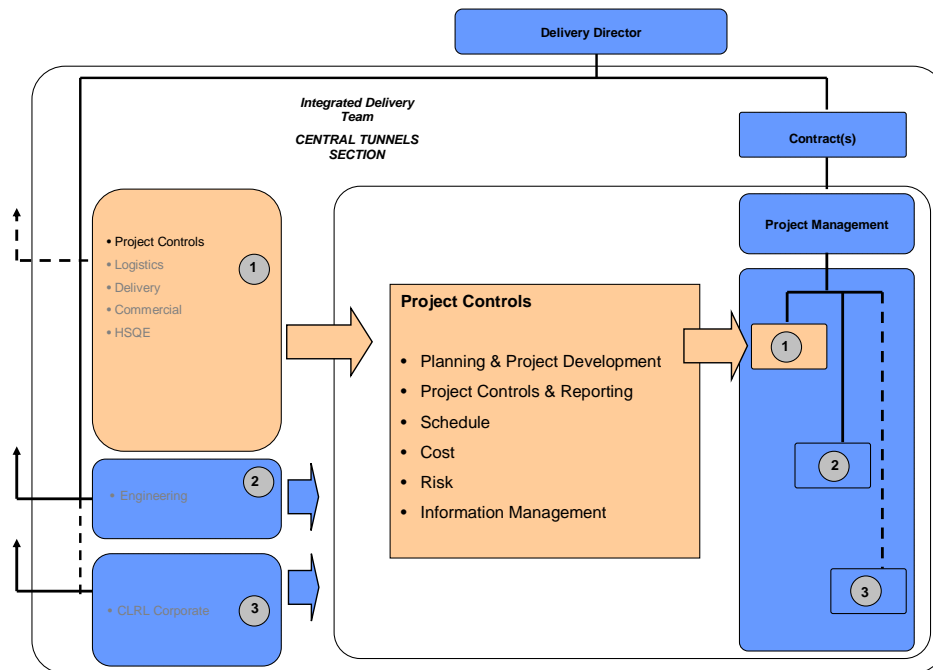 Delivery Director
Integrated Delivery
Team
CENTRAL TUNNELS
SECTION
Contract(s)
Project Management
• Project Controls
• Logistics
• Delivery
• Commercial
• HSQE
1
Project Controls
• Planning & Project Development
• Project Controls & Reporting
• Schedule
• Cost
• Risk
• Information Management
1
2
3
• Engineering
2
• CLRL Corporate
3